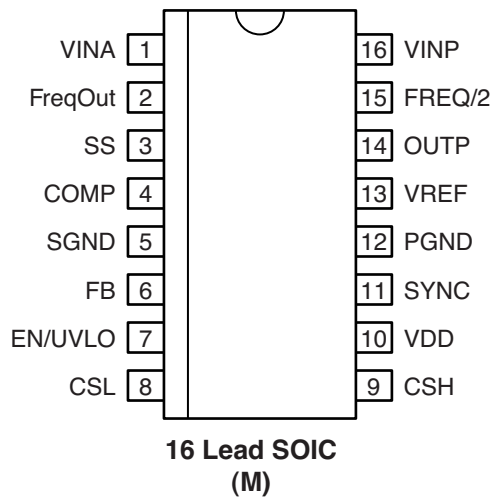 VINA 1 16 VINP
FreqOut 2 15 FREQ/2
SS 3 14 OUTP
COMP 4 13 VREF
SGND 5 12 PGND
FB 6 11 SYNC
EN/UVLO 7 10 VDD
CSL 8 9 CSH
16 Lead SOIC
(M)